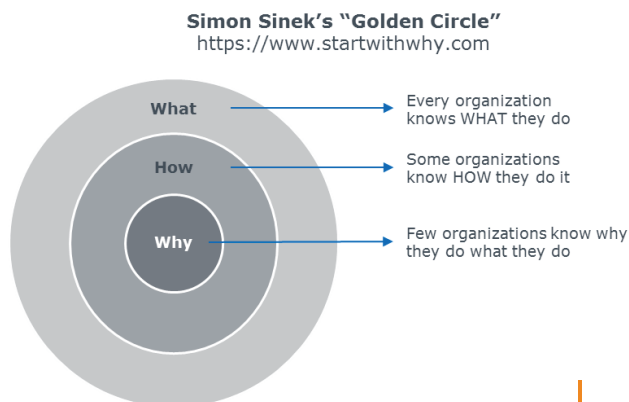 Simon Sinek's “Golden Circle”
https://www.startwithwhy.com
What
Every organization
knows WHAT they do
How
Some organizations
know HOW they do it
Why
Few organizations know why
they do what they do